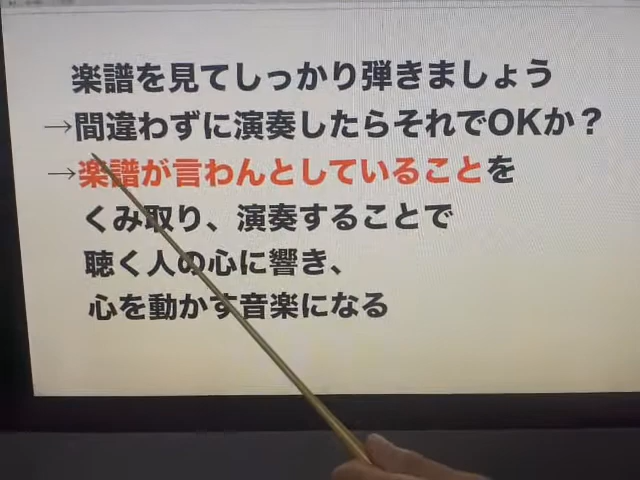 楽譜を見てしっかり弾きましょう
→間違わずに演奏したらそれでOKか？
→楽譜が言わんとしていることを
くみ取り、演奏することで
聴く人の心に響き、
心を動かす音楽になる